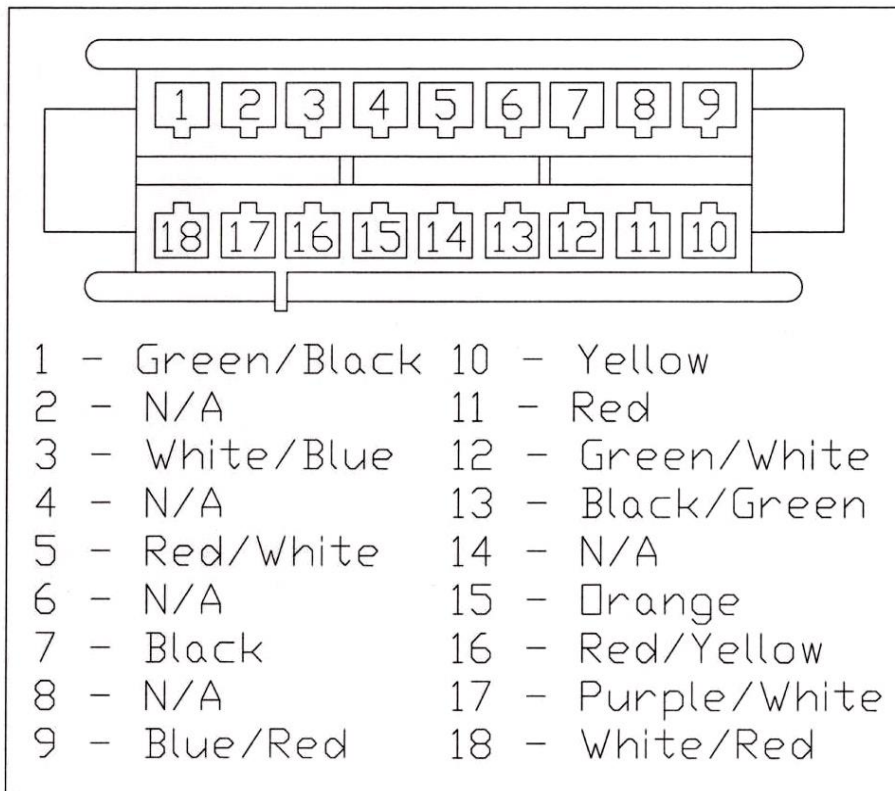 1 2 3 4 5 6 7 8 9
18 17 16 15 14 13 12 11 10
1 - Green/Black 10 - Yellow
2 - N/A 11 - Red
3 - White/Blue 12 - Green/White
4 - N/A 13 - Black/Green
5 - Red/White 14 - N/A
6 - N/A 15 - Orange
7 - Black 16 - Red/Yellow
8 - N/A 17 - Purple/White
9 - Blue/Red 18 - White/Red